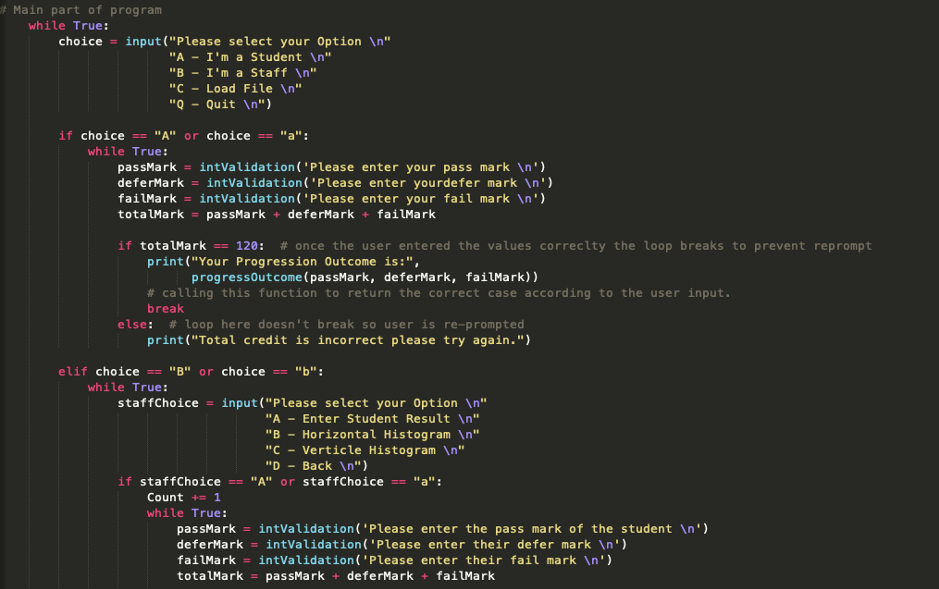 # Main part of program
while True:
choice = input("Please select your Option \n"
"A – I'm a Student \n"
"B – I'm a Staff \n"
"C – Load File \n"
"Q – Quit \n")
if choice == "A" or choice == "a":
while True:
passMark = intValidation('Please enter your pass mark \n')
deferMark = intValidation('Please enter yourdefer mark \n')
failMark = intValidation('Please enter your fail mark \n')
totalMark = passMark + deferMark + failMark
if totalMark == 120:  # once the user entered the values correclty the loop breaks to prevent reprompt
print("Your Progression Outcome is:",
progressOutcome(passMark, deferMark, failMark))
# calling this function to return the correct case according to the user input.
break
else:  # loop here doesn't break so user is re-prompted
print("Total credit is incorrect please try again.")
elif choice == "B" or choice == "b":
while True:
staffChoice = input("Please select your Option \n"
"A – Enter Student Result \n"
"B – Horizontal Histogram \n"
"C – Verticle Histogram \n"
"D – Back \n")
if staffChoice == "A" or staffChoice == "a":
Count += 1
while True:
passMark = intValidation('Please enter the pass mark of the student \n')
deferMark = intValidation('Please enter their defer mark \n')
failMark = intValidation('Please enter their fail mark \n')
totalMark = passMark + deferMark + failMark